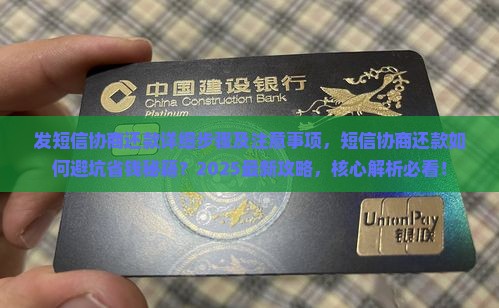 中国建设银行
China Construction Bank
Platinum
发短信协商还款详细步骤及注意事项，短信协商还款如
何避坑省钱秘籍？2025最新攻略，核心解析必看！
UnionPay
银联